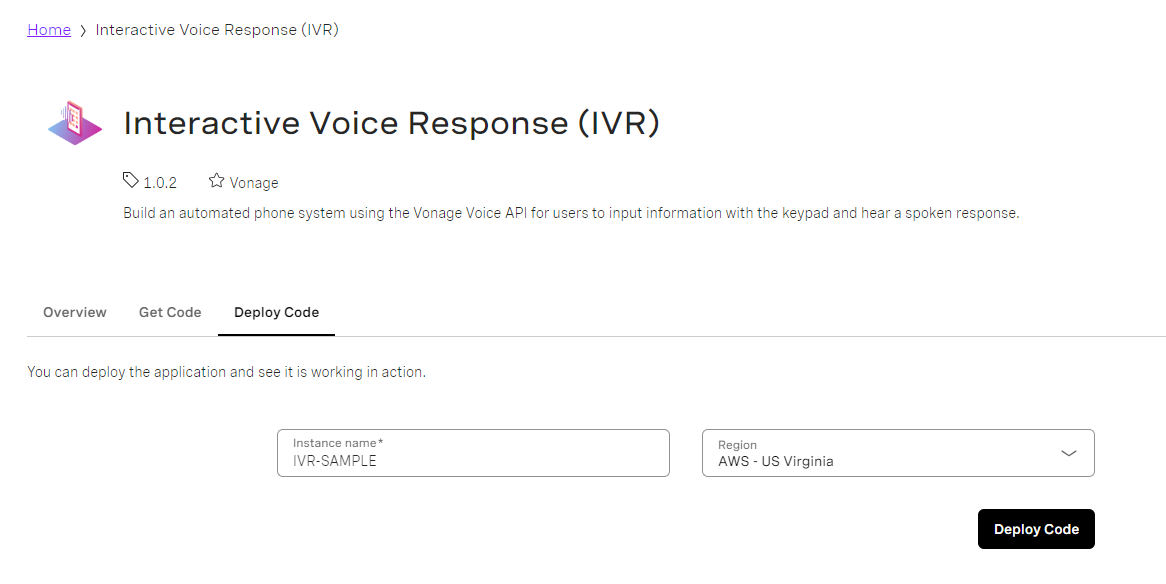 Home > Interactive Voice Response (IVR)
Interactive Voice Response (IVR)
1.0.2 Vonage
Build an automated phone system using the Vonage Voice API for users to input information with the keypad and hear a spoken response.
Overview Get Code Deploy Code
You can deploy the application and see it is working in action.
Instance name* Region
IVR-SAMPLE AWS - US Virginia
Deploy Code